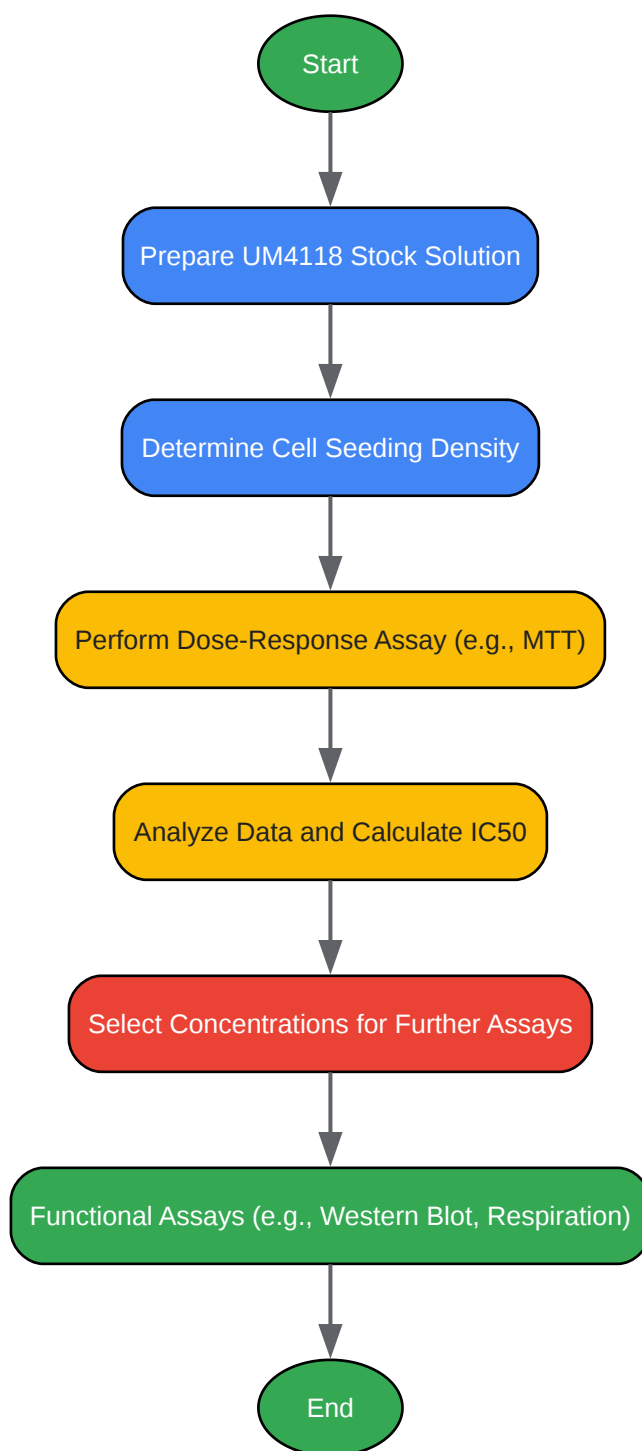 Start
Prepare UM4118 Stock Solution
Determine Cell Seeding Density
Perform Dose-Response Assay (e.g., MTT)
Analyze Data and Calculate IC50
Select Concentrations for Further Assays
Functional Assays (e.g., Western Blot, Respiration)
End